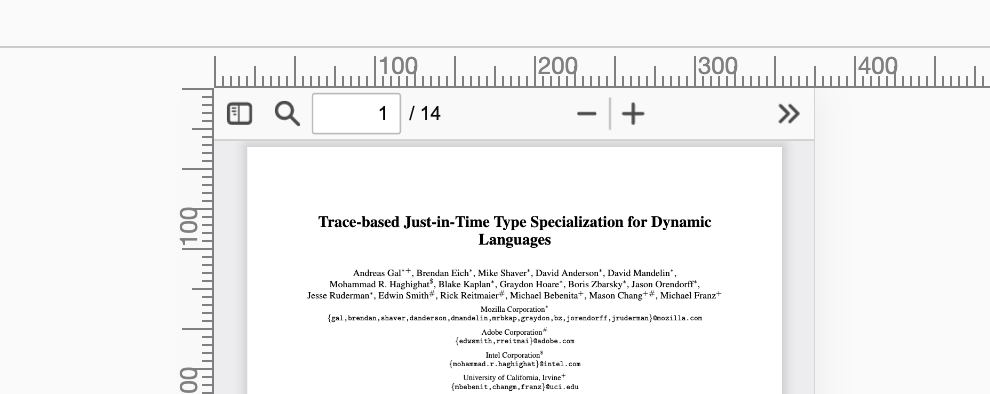 100 200 300 400
1 / 14
100
Trace-based Just-in-Time Type Specialization for Dynamic
Languages
Andreas Gal*+, Brendan Eich*, Mike Shaver*, David Anderson*, David Mandelin*,
Mohammad R. Haghighat$, Blake Kaplan*, Graydon Hoare*, Boris Zbarsky*, Jason Orendorff*,
Jesse Ruderman*, Edwin Smith#, Rick Reitmaier#, Michael Bebenita+, Mason Chang+#, Michael Franz+
Mozilla Corporation*
{gal,brendan,shaver,danderson,dmandelin,mrbkap,graydon,bz,jorendorff,jruderman}@mozilla.com
Adobe Corporation#
{edwsmith,rreitmai}@adobe.com
Intel Corporation$
{mohammad.r.haghighat}@intel.com
University of California, Irvine+
{mbebenit,changm,franz}@uci.edu